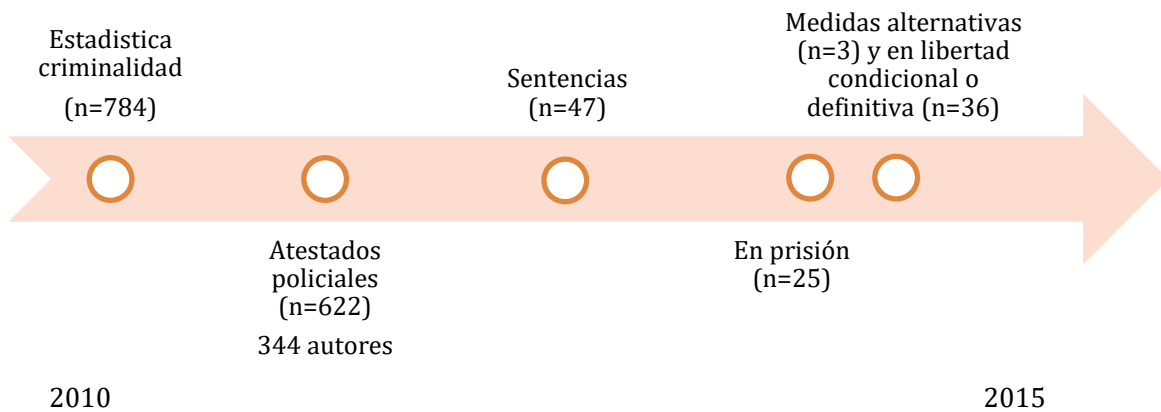 Estadistica
criminalidad
(n=784)
Atestados
policiales
(n=622)
344 autores
Sentencias
(n=47)
En prisión
(n=25)
Medidas alternativas
(n=3) y en libertad
condicional o
definitiva (n=36)
2010
2015